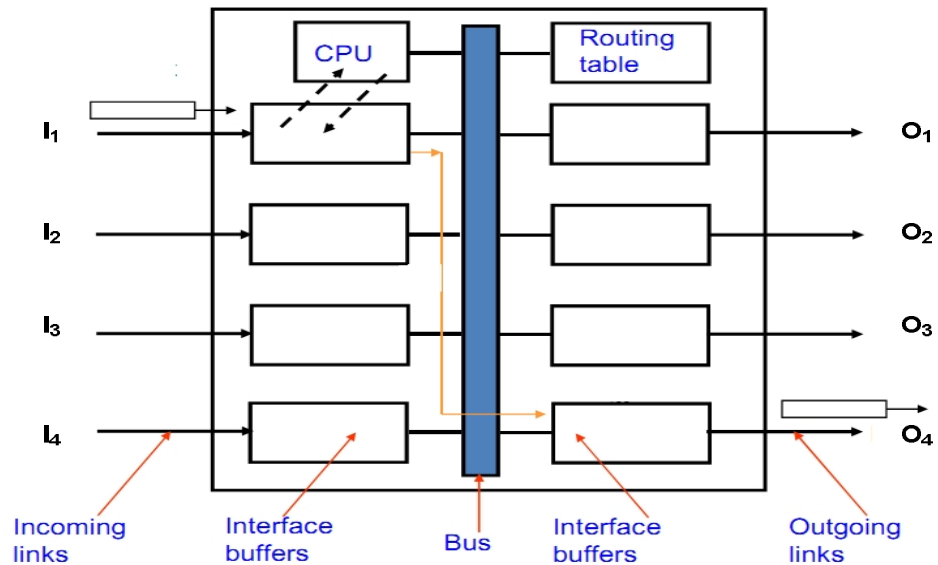 CPU
Routing
table
I1
O1
I2
O2
I3
O3
I4
O4
Incoming
links
Interface
buffers
Bus
Interface
buffers
Outgoing
links